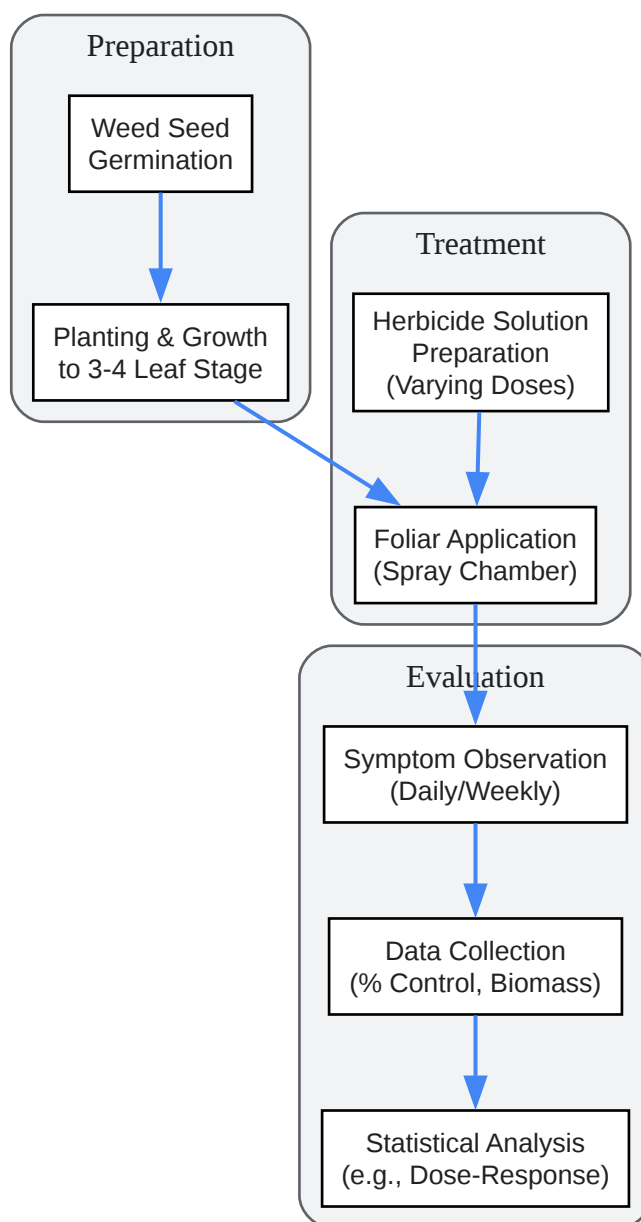 Preparation
Weed Seed
Germination
Planting & Growth
to 3-4 Leaf Stage
Treatment
Herbicide Solution
Preparation
(Varying Doses)
Foliar Application
(Spray Chamber)
Evaluation
Symptom Observation
(Daily/Weekly)
Data Collection
(% Control, Biomass)
Statistical Analysis
(e.g., Dose-Response)